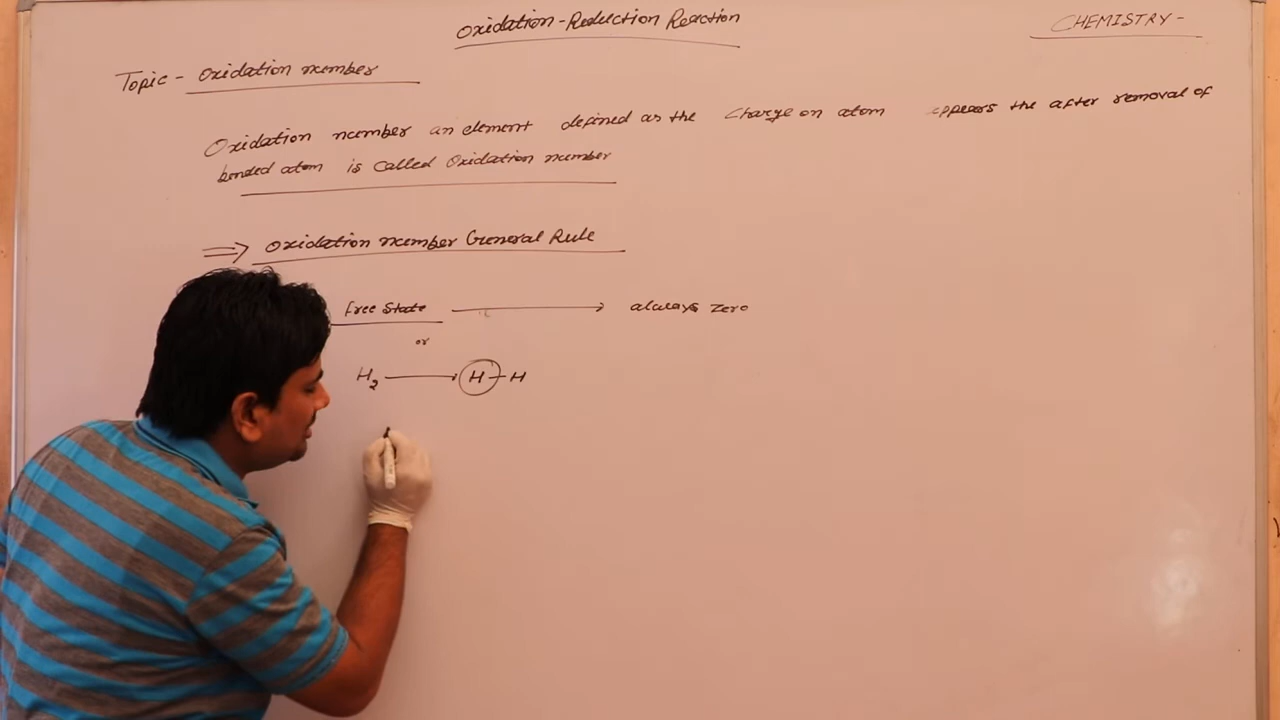 Oxidation-Reduction Reaction
CHEMISTRY-
Topic - Oxidation number
Oxidation number an element defined as the charge on atom appears the after removal of
bonded atom is called Oxidation number
⇒ Oxidation number General Rule
Free State → always zero
or
H2 → H-H